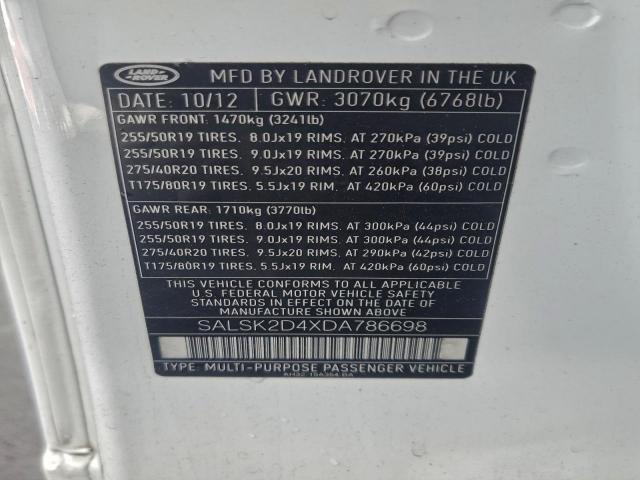 LAND
ROVER
MFD BY LANDROVER IN THE UK
DATE: 10/12 GWR: 3070kg (6768lb)
GAWR FRONT: 1470kg (3241lb)
255/50R19 TIRES, 8.0Jx19 RIMS, AT 270kPa (39psi) COLD
255/50R19 TIRES, 9.0Jx19 RIMS, AT 270kPa (39psi) COLD
275/40R20 TIRES, 9.5Jx20 RIMS, AT 260kPa (38psi) COLD
T175/80R19 TIRES, 5.5Jx19 RIM, AT 420kPa (60psi) COLD
GAWR REAR: 1710kg (3770lb)
255/50R19 TIRES, 8.0Jx19 RIMS, AT 300kPa (44psi) COLD
255/50R19 TIRES, 9.0Jx19 RIMS, AT 300kPa (44psi) COLD
275/40R20 TIRES, 9.5Jx20 RIMS, AT 290kPa (42psi) COLD
T175/80R19 TIRES, 5.5Jx19 RIM, AT 420kPa (60psi) COLD
THIS VEHICLE CONFORMS TO ALL APPLICABLE
U.S. FEDERAL MOTOR VEHICLE SAFETY
STANDARDS IN EFFECT ON THE DATE OF
MANUFACTURE SHOWN ABOVE
SALSK2D4XDA786698
TYPE: MULTI-PURPOSE PASSENGER VEHICLE